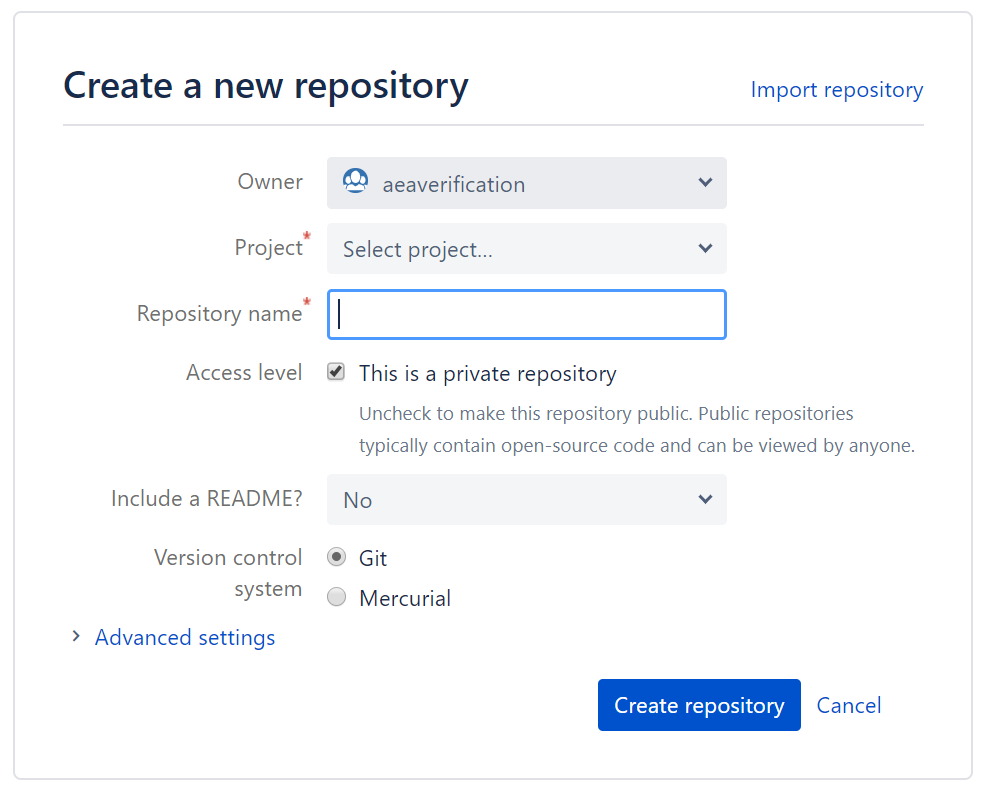 Create a new repository
Import repository
Owner
aeaverification
Project*
Select project...
Repository name*
Access level
This is a private repository
Uncheck to make this repository public. Public repositories
typically contain open-source code and can be viewed by anyone.
Include a README?
No
Version control
system
Git
Mercurial
Advanced settings
Create repository
Cancel